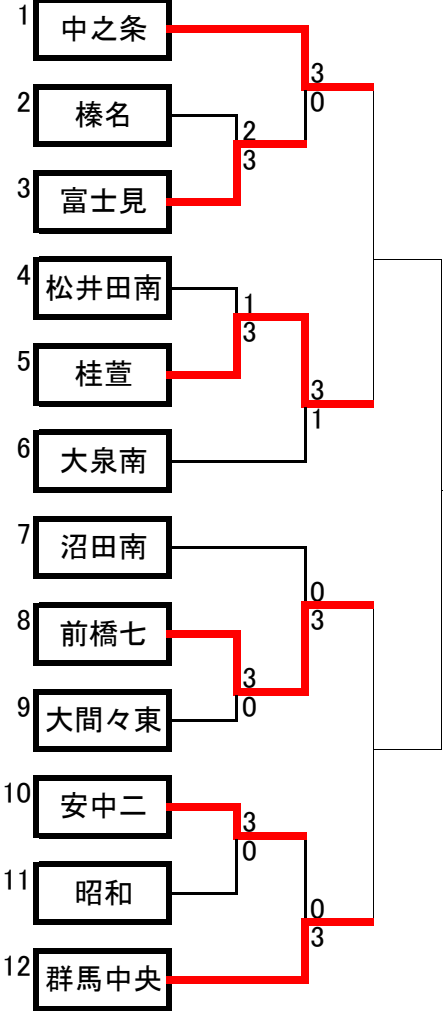 1 中之条
3
0
2 榛名
2
3
3 富士見
4 松井田南
1
3
5 桂萱
3
1
6 大泉南
7 沼田南
0
3
8 前橋七
3
0
9 大間々東
10 安中二
3
0
11 昭和
0
3
12 群馬中央